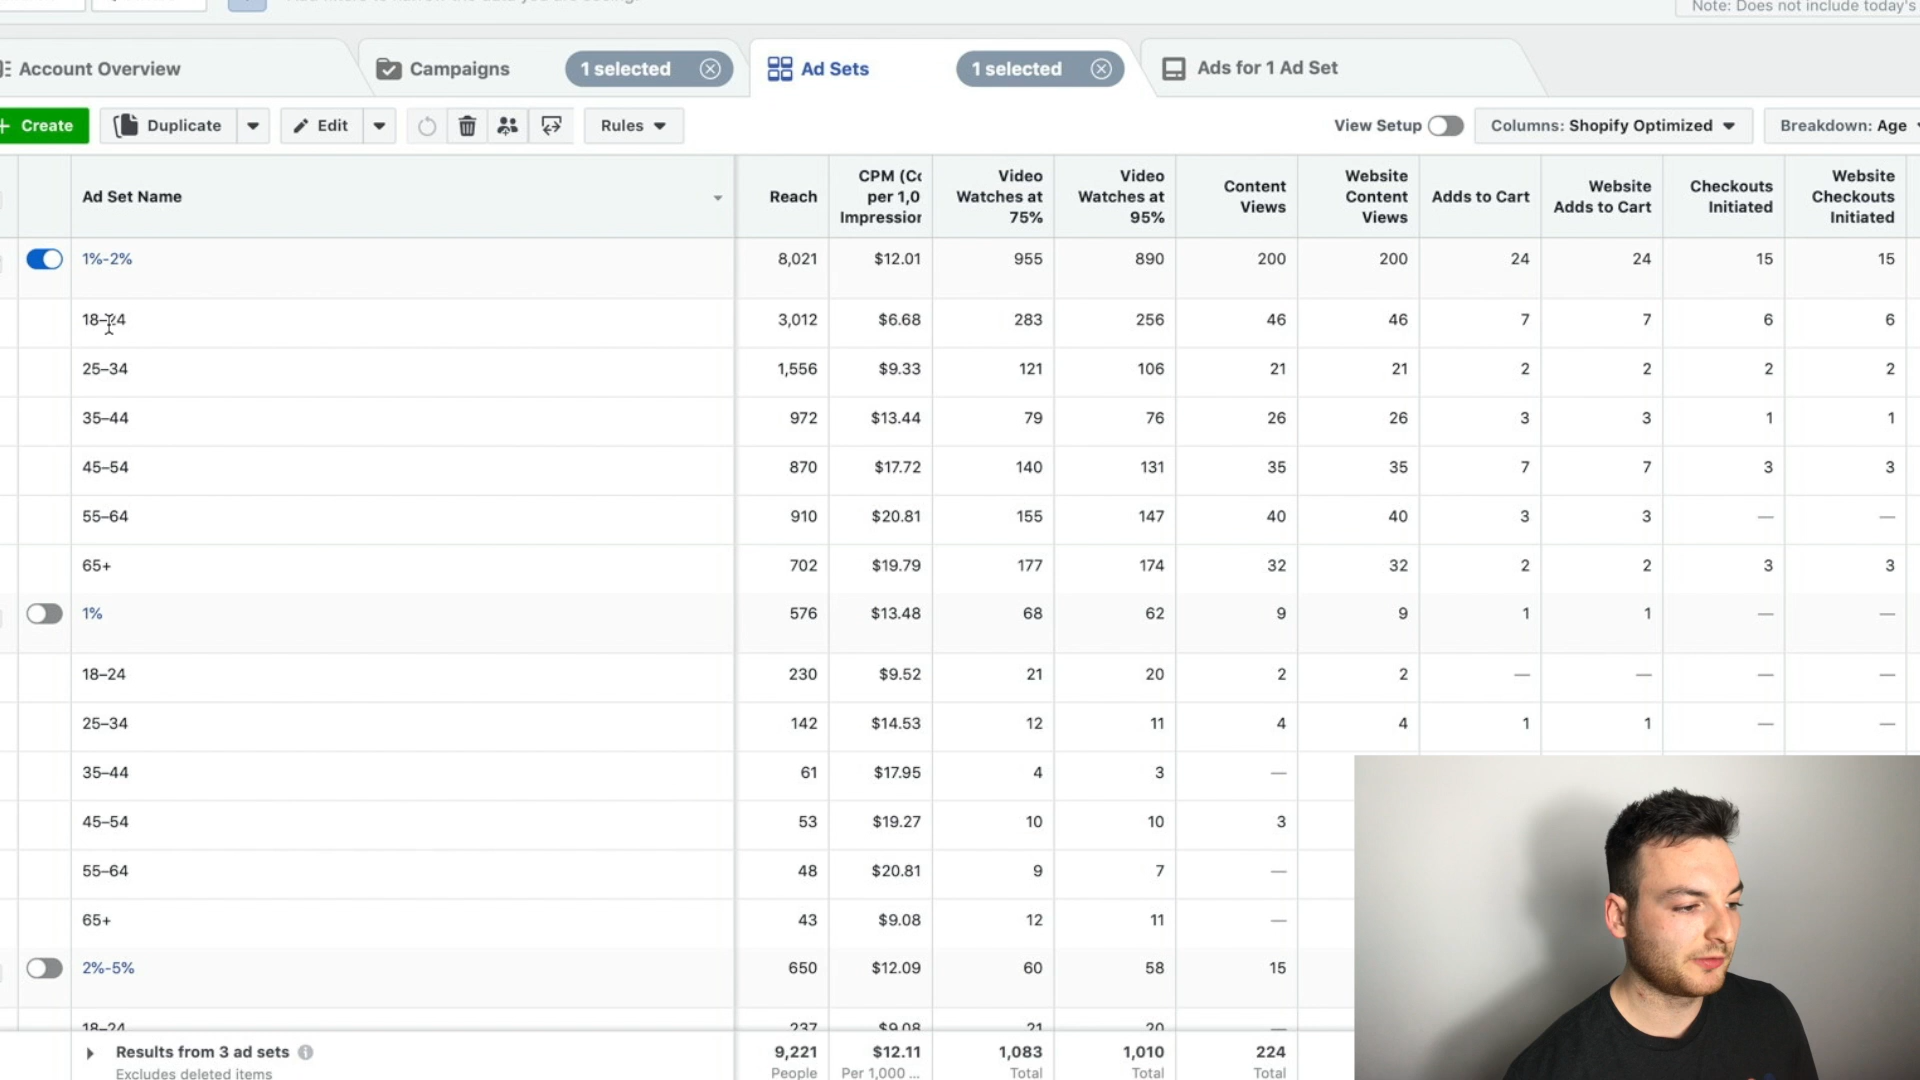 Note: Does not include today's
Account Overview
Campaigns
1 selected
Ad Sets
1 selected
Ads for 1 Ad Set
+ Create
Duplicate
Edit
Rules
View Setup
Columns: Shopify Optimized
Breakdown: Age
Ad Set Name
Reach
CPM (Co
per 1,0
Impression
Video
Watches at
75%
Video
Watches at
95%
Content
Views
Website
Content
Views
Adds to Cart
Website
Adds to Cart
Checkouts
Initiated
Website
Checkouts
Initiated
1%-2% 8,021 $12.01 955 890 200 200 24 24 15 15
18–24 3,012 $6.68 283 256 46 46 7 7 6 6
25–34 1,556 $9.33 121 106 21 21 2 2 2 2
35–44 972 $13.44 79 76 26 26 3 3 1 1
45–54 870 $17.72 140 131 35 35 7 7 3 3
55–64 910 $20.81 155 147 40 40 3 3 — —
65+ 702 $19.79 177 174 32 32 2 2 3 3
1% 576 $13.48 68 62 9 9 1 1 — —
18–24 230 $9.52 21 20 2 2 — — — —
25–34 142 $14.53 12 11 4 4 1 1 — —
35–44 61 $17.95 4 3 —
45–54 53 $19.27 10 10 3
55–64 48 $20.81 9 7 —
65+ 43 $9.08 12 11 —
2%-5% 650 $12.09 60 58 15
18–24 237 $9.08 21 20 —
Results from 3 ad sets 9,221 $12.11 1,083 1,010 224
Excludes deleted items People Per 1,000 ... Total Total Total